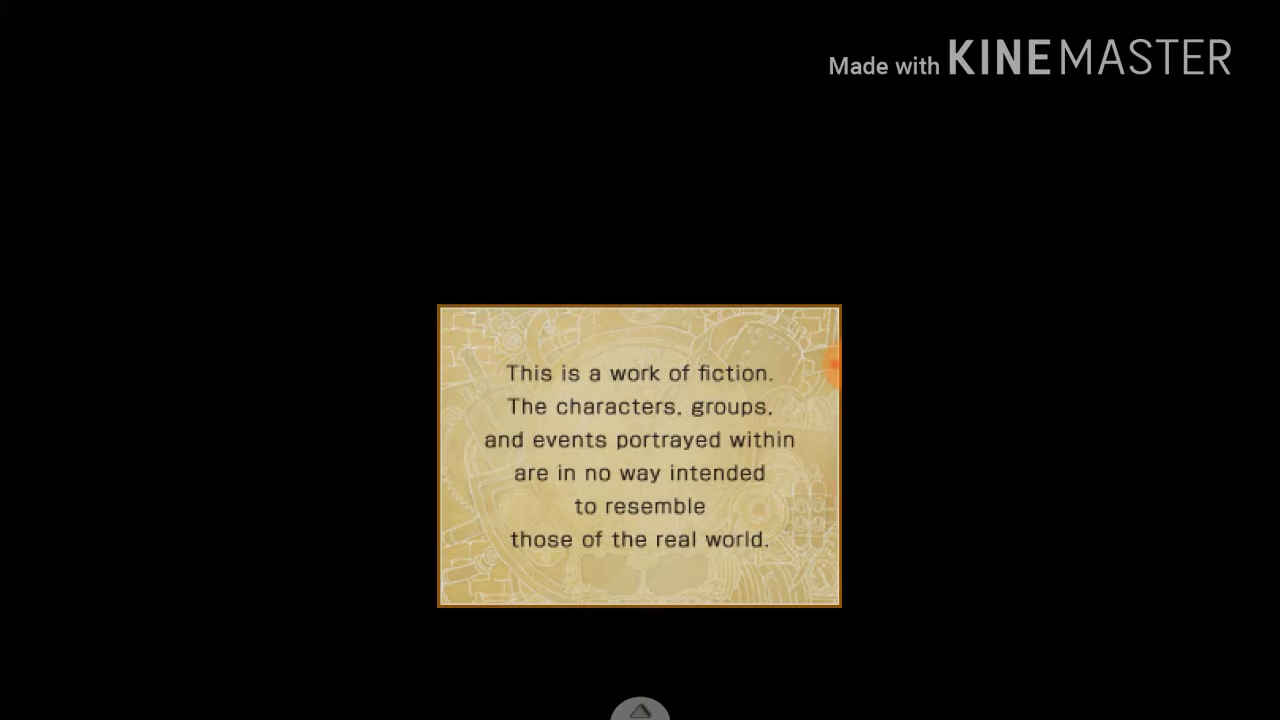 Made with KINEMASTER
This is a work of fiction.
The characters, groups,
and events portrayed within
are in no way intended
to resemble
those of the real world.